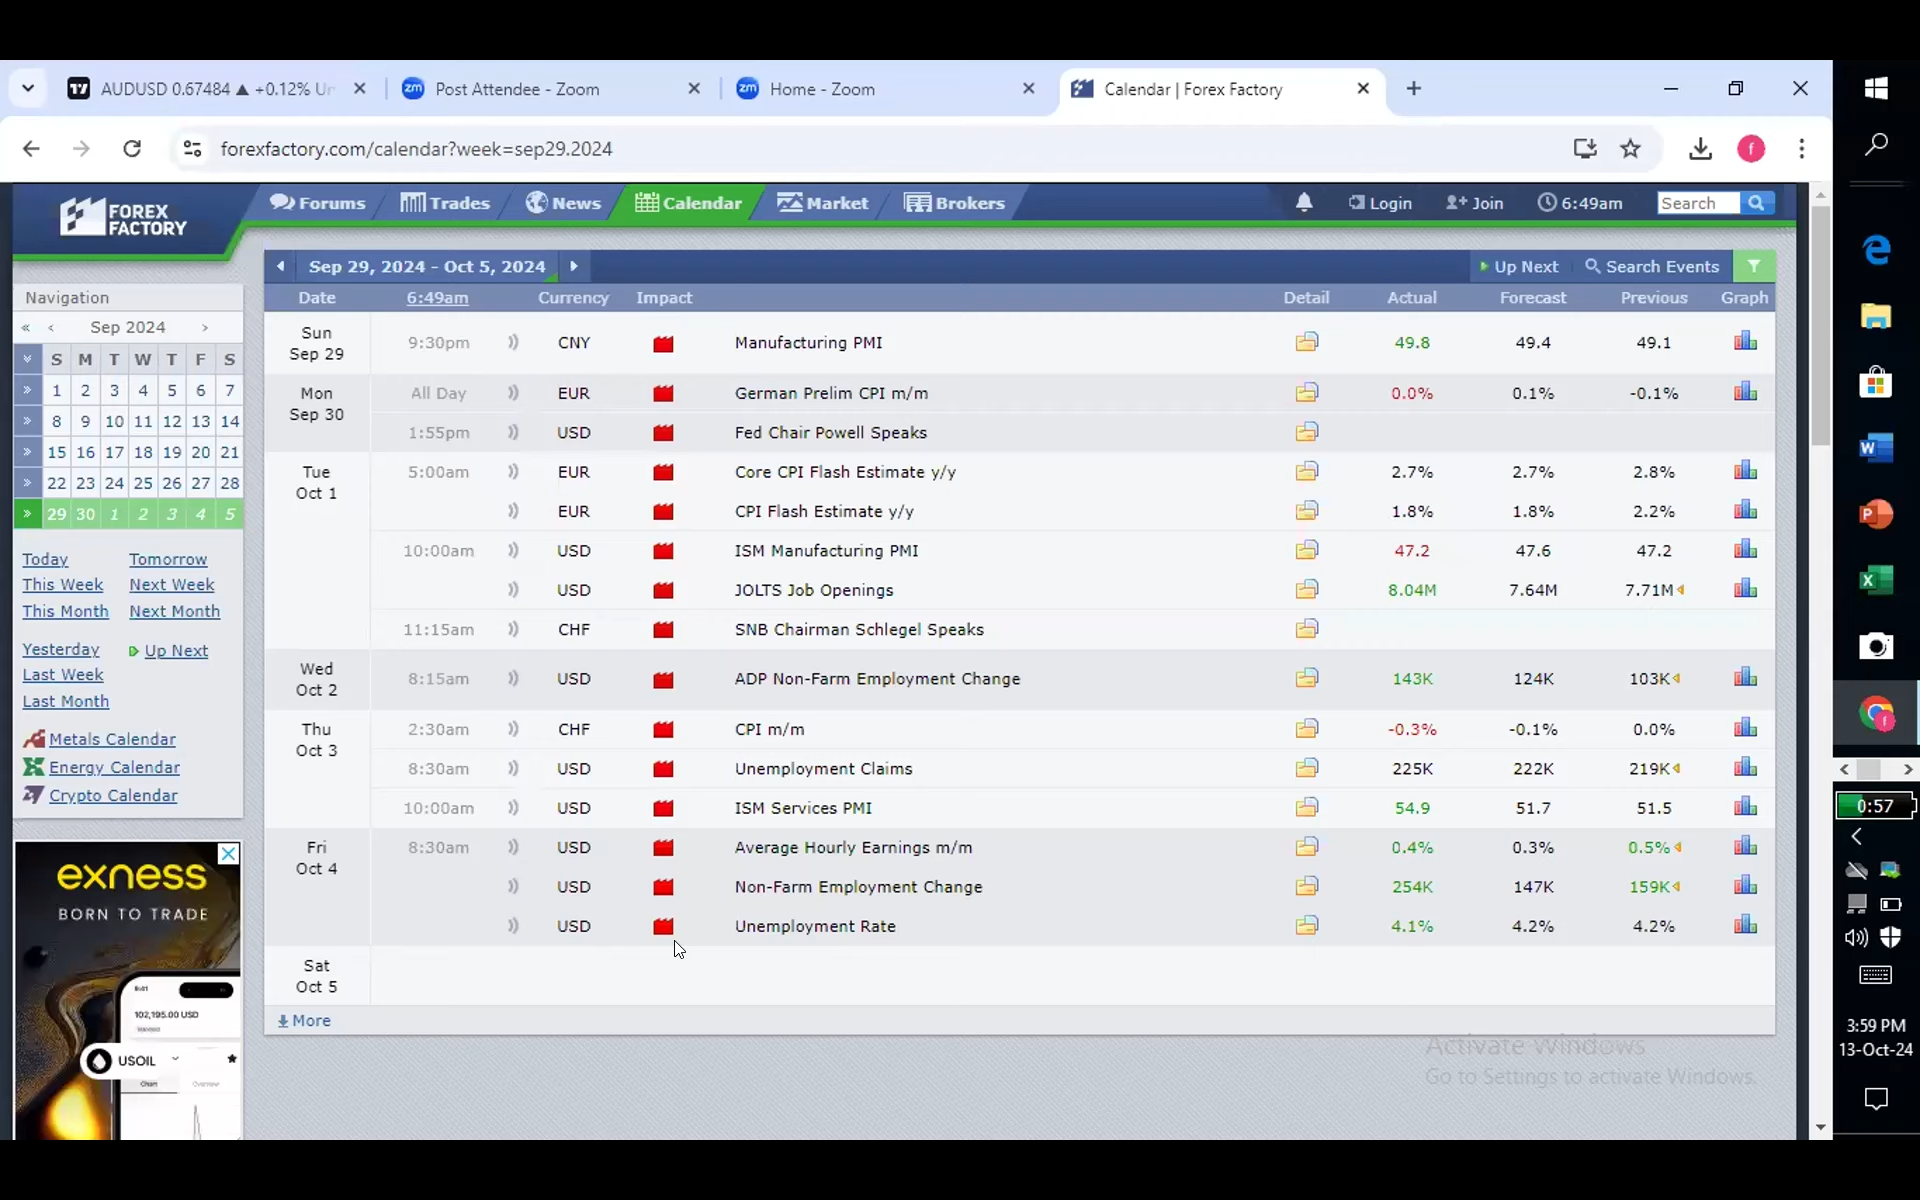 AUDUSD 0.67484 ▲ +0.12% Un
Post Attendee - Zoom
Home - Zoom
Calendar | Forex Factory
forexfactory.com/calendar?week=sep29.2024
FOREX
FACTORY
Forums
Trades
News
Calendar
Market
Brokers
Login
Join
6:49am
Search
Sep 29, 2024 - Oct 5, 2024
Up Next
Search Events
Date 6:49am Currency Impact Detail Actual Forecast Previous Graph
Sun
Sep 29
9:30pm CNY Manufacturing PMI 49.8 49.4 49.1
Mon
Sep 30
All Day EUR German Prelim CPI m/m 0.0% 0.1% -0.1%
1:55pm USD Fed Chair Powell Speaks
Tue
Oct 1
5:00am EUR Core CPI Flash Estimate y/y 2.7% 2.7% 2.8%
EUR CPI Flash Estimate y/y 1.8% 1.8% 2.2%
10:00am USD ISM Manufacturing PMI 47.2 47.6 47.2
USD JOLTS Job Openings 8.04M 7.64M 7.71M
11:15am CHF SNB Chairman Schlegel Speaks
Wed
Oct 2
8:15am USD ADP Non-Farm Employment Change 143K 124K 103K
Thu
Oct 3
2:30am CHF CPI m/m -0.3% -0.1% 0.0%
8:30am USD Unemployment Claims 225K 222K 219K
10:00am USD ISM Services PMI 54.9 51.7 51.5
Fri
Oct 4
8:30am USD Average Hourly Earnings m/m 0.4% 0.3% 0.5%
USD Non-Farm Employment Change 254K 147K 159K
USD Unemployment Rate 4.1% 4.2% 4.2%
Sat
Oct 5
More
Navigation
« ‹ Sep 2024 ›
S M T W T F S
» 1 2 3 4 5 6 7
» 8 9 10 11 12 13 14
» 15 16 17 18 19 20 21
» 22 23 24 25 26 27 28
» 29 30 1 2 3 4 5
Today Tomorrow
This Week Next Week
This Month Next Month
Yesterday Up Next
Last Week
Last Month
Metals Calendar
Energy Calendar
Crypto Calendar
exness
BORN TO TRADE
102,195.00 USD
USOIL
Chart Overview
Activate Windows
Go to Settings to activate Windows.
0:57
3:59 PM
13-Oct-24